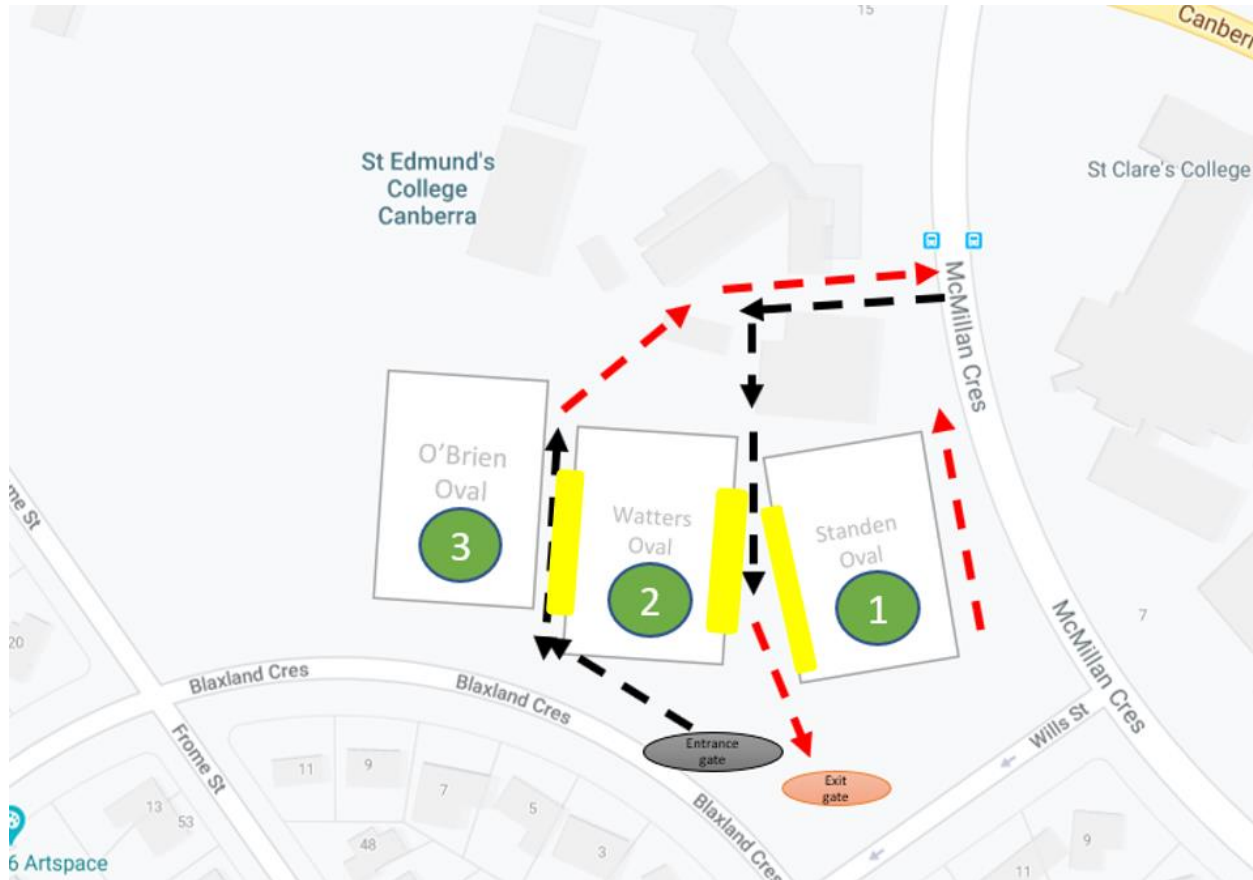 15
Canberr
St Edmund's
College
Canberra
St Clare's College
McMillan Cres
O'Brien
Oval
3
Watters
Oval
2
Standen
Oval
1
McMillan Cres
7
ome St
20
Blaxland Cres
Blaxland Cres
Entrance
gate
Wills St
Frome St
Exit
gate
11
9
7
5
3
Blaxland Cres
13
53
48
9
11
6 Artspace